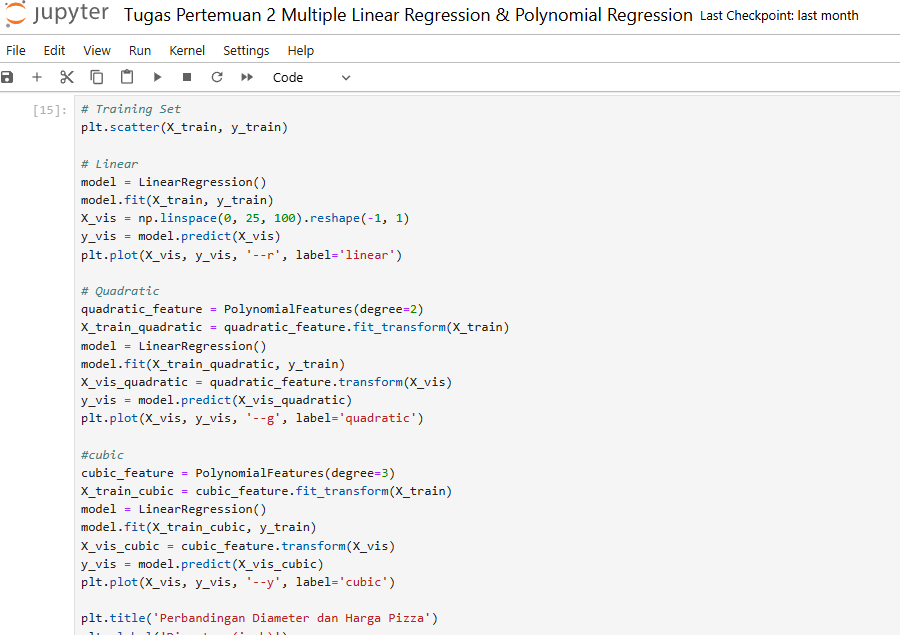 jupyter Tugas Pertemuan 2 Multiple Linear Regression & Polynomial Regression Last Checkpoint: last month
File Edit View Run Kernel Settings Help
Code
[15]:
# Training Set
plt.scatter(X_train, y_train)
# Linear
model = LinearRegression()
model.fit(X_train, y_train)
X_vis = np.linspace(0, 25, 100).reshape(-1, 1)
y_vis = model.predict(X_vis)
plt.plot(X_vis, y_vis, '--r', label='linear')
# Quadratic
quadratic_feature = PolynomialFeatures(degree=2)
X_train_quadratic = quadratic_feature.fit_transform(X_train)
model = LinearRegression()
model.fit(X_train_quadratic, y_train)
X_vis_quadratic = quadratic_feature.transform(X_vis)
y_vis = model.predict(X_vis_quadratic)
plt.plot(X_vis, y_vis, '--g', label='quadratic')
#cubic
cubic_feature = PolynomialFeatures(degree=3)
X_train_cubic = cubic_feature.fit_transform(X_train)
model = LinearRegression()
model.fit(X_train_cubic, y_train)
X_vis_cubic = cubic_feature.transform(X_vis)
y_vis = model.predict(X_vis_cubic)
plt.plot(X_vis, y_vis, '--y', label='cubic')
plt.title('Perbandingan Diameter dan Harga Pizza')